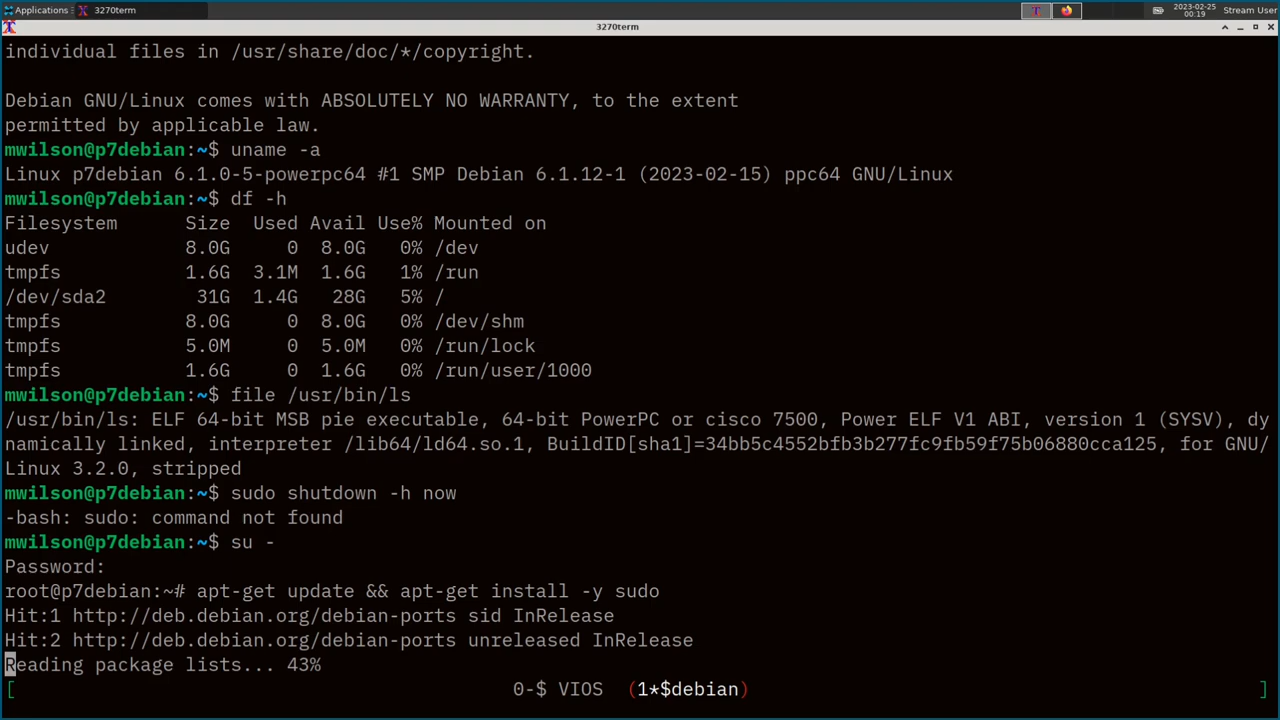 Applications
3270term
2023-02-25
00:19
Stream User
3270term
individual files in /usr/share/doc/*/copyright.
Debian GNU/Linux comes with ABSOLUTELY NO WARRANTY, to the extent
permitted by applicable law.
mwilson@p7debian:~$ uname -a
Linux p7debian 6.1.0-5-powerpc64 #1 SMP Debian 6.1.12-1 (2023-02-15) ppc64 GNU/Linux
mwilson@p7debian:~$ df -h
Filesystem      Size  Used Avail Use% Mounted on
udev            8.0G     0  8.0G   0% /dev
tmpfs           1.6G  3.1M  1.6G   1% /run
/dev/sda2        31G  1.4G   28G   5% /
tmpfs           8.0G     0  8.0G   0% /dev/shm
tmpfs           5.0M     0  5.0M   0% /run/lock
tmpfs           1.6G     0  1.6G   0% /run/user/1000
mwilson@p7debian:~$ file /usr/bin/ls
/usr/bin/ls: ELF 64-bit MSB pie executable, 64-bit PowerPC or cisco 7500, Power ELF V1 ABI, version 1 (SYSV), dy
namically linked, interpreter /lib64/ld64.so.1, BuildID[sha1]=34bb5c4552bfb3b277fc9fb59f75b06880cca125, for GNU/
Linux 3.2.0, stripped
mwilson@p7debian:~$ sudo shutdown -h now
-bash: sudo: command not found
mwilson@p7debian:~$ su -
Password:
root@p7debian:~# apt-get update && apt-get install -y sudo
Hit:1 http://deb.debian.org/debian-ports sid InRelease
Hit:2 http://deb.debian.org/debian-ports unreleased InRelease
Reading package lists... 43%
[ 0-$ VIOS (1*$debian) ]